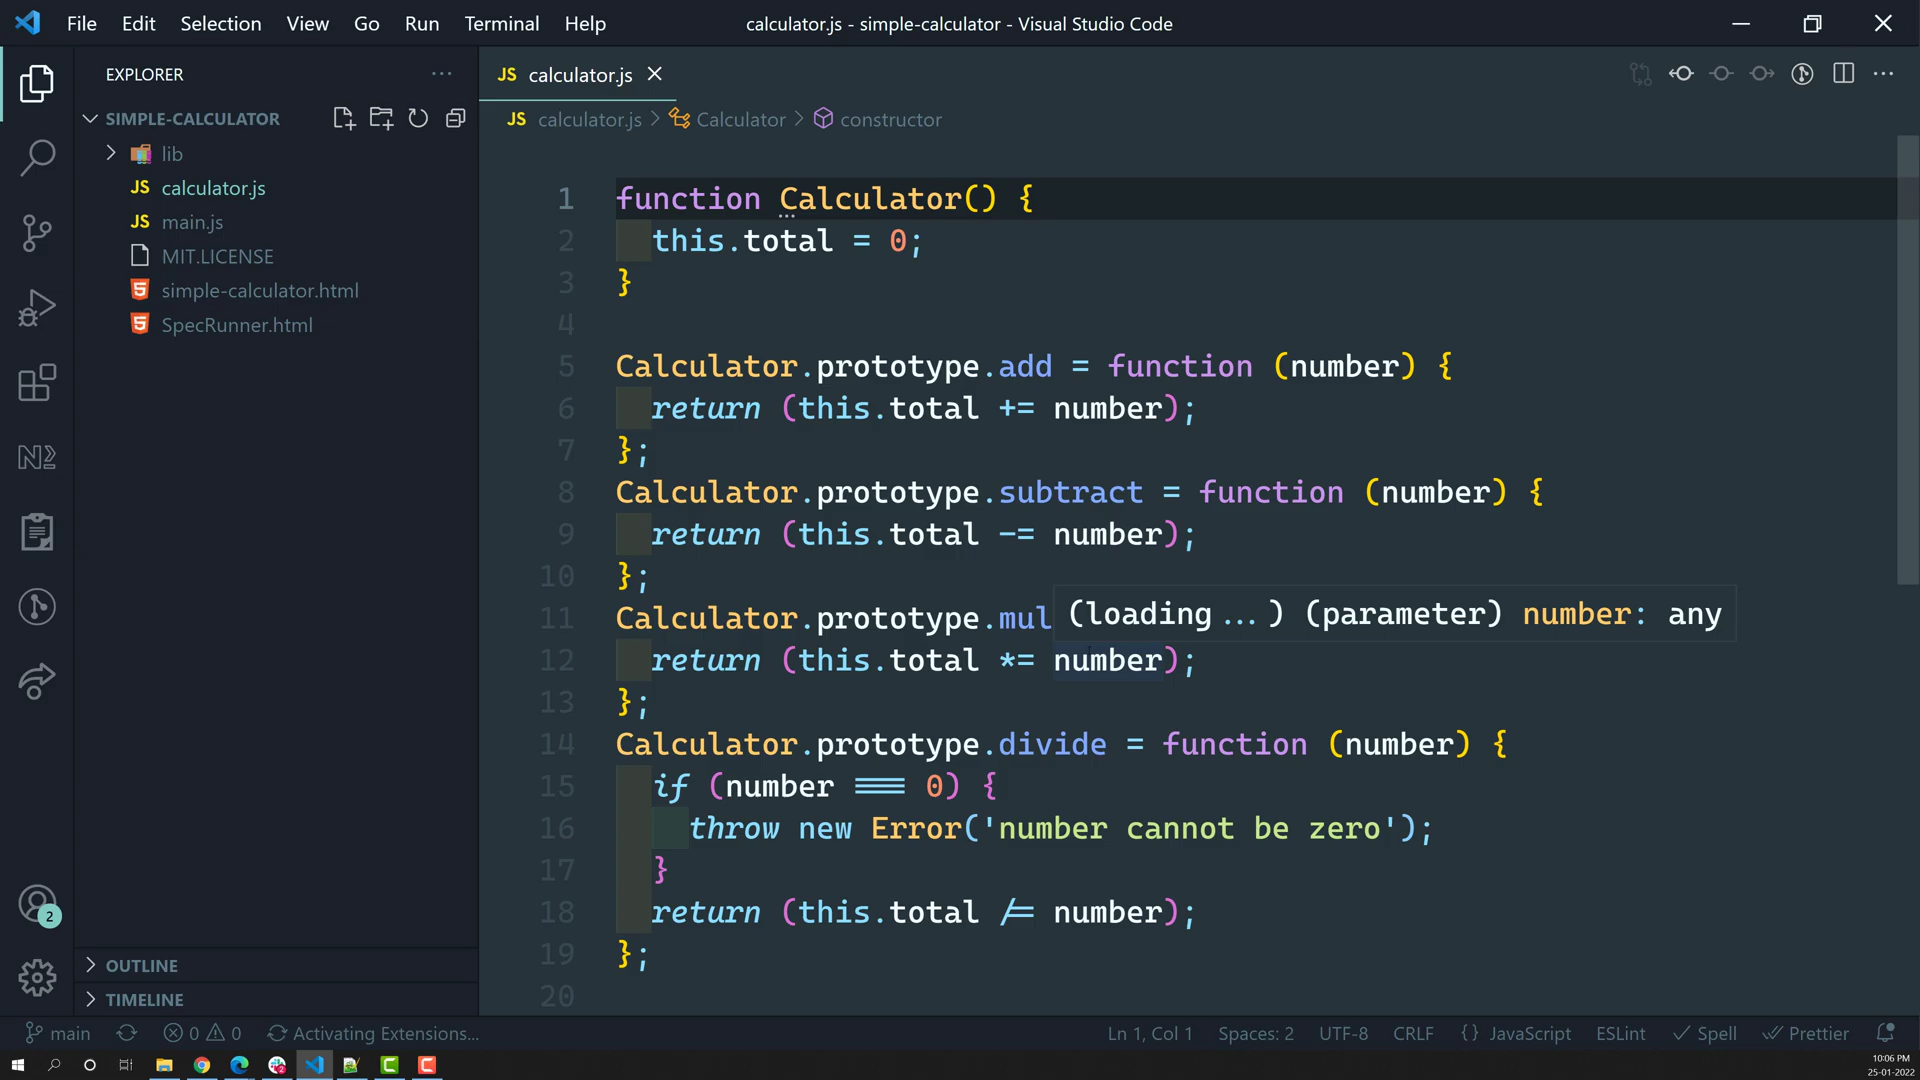 File Edit Selection View Go Run Terminal Help
calculator.js - simple-calculator - Visual Studio Code
EXPLORER
SIMPLE-CALCULATOR
lib
JS calculator.js
JS main.js
MIT.LICENSE
5 simple-calculator.html
5 SpecRunner.html
N
2
OUTLINE
TIMELINE
JS calculator.js
JS calculator.js > Calculator > constructor
1 function Calculator() {
2 this.total = 0;
3 }
4
5 Calculator.prototype.add = function (number) {
6 return (this.total += number);
7 };
8 Calculator.prototype.subtract = function (number) {
9 return (this.total -= number);
10 };
11 Calculator.prototype.mul
(loading...) (parameter) number: any
12 return (this.total *= number);
13 };
14 Calculator.prototype.divide = function (number) {
15 if (number === 0) {
16 throw new Error('number cannot be zero');
17 }
18 return (this.total /= number);
19 };
20
main 0 0 Activating Extensions...
Ln 1, Col 1 Spaces: 2 UTF-8 CRLF {} JavaScript ESLint Spell Prettier
10:06 PM
25-01-2022